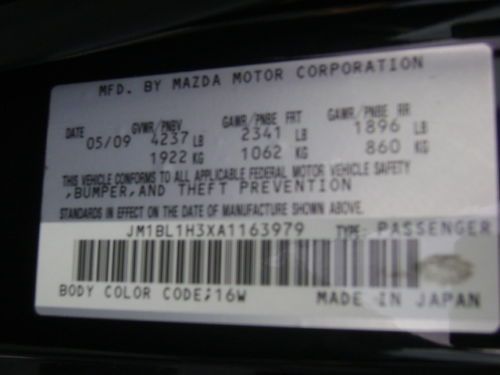 MFD. BY MAZDA MOTOR CORPORATION
DATE GVWR/PNBV GAWR/PNBE FRT GAWR/PNBE RR
05/09 4237 LB 2341 LB 1896 LB
1922 KG 1062 KG 860 KG
THIS VEHICLE CONFORMS TO ALL APPLICABLE FEDERAL MOTOR VEHICLE SAFETY
,BUMPER,AND THEFT PREVENTION
STANDARDS IN EFFECT ON THE DATE OF MANUFACTURE SHOWN ABOVE.
JM1BL1H3XA1163979 TYPE: PASSENGER
BODY COLOR CODE;16W MADE IN JAPAN